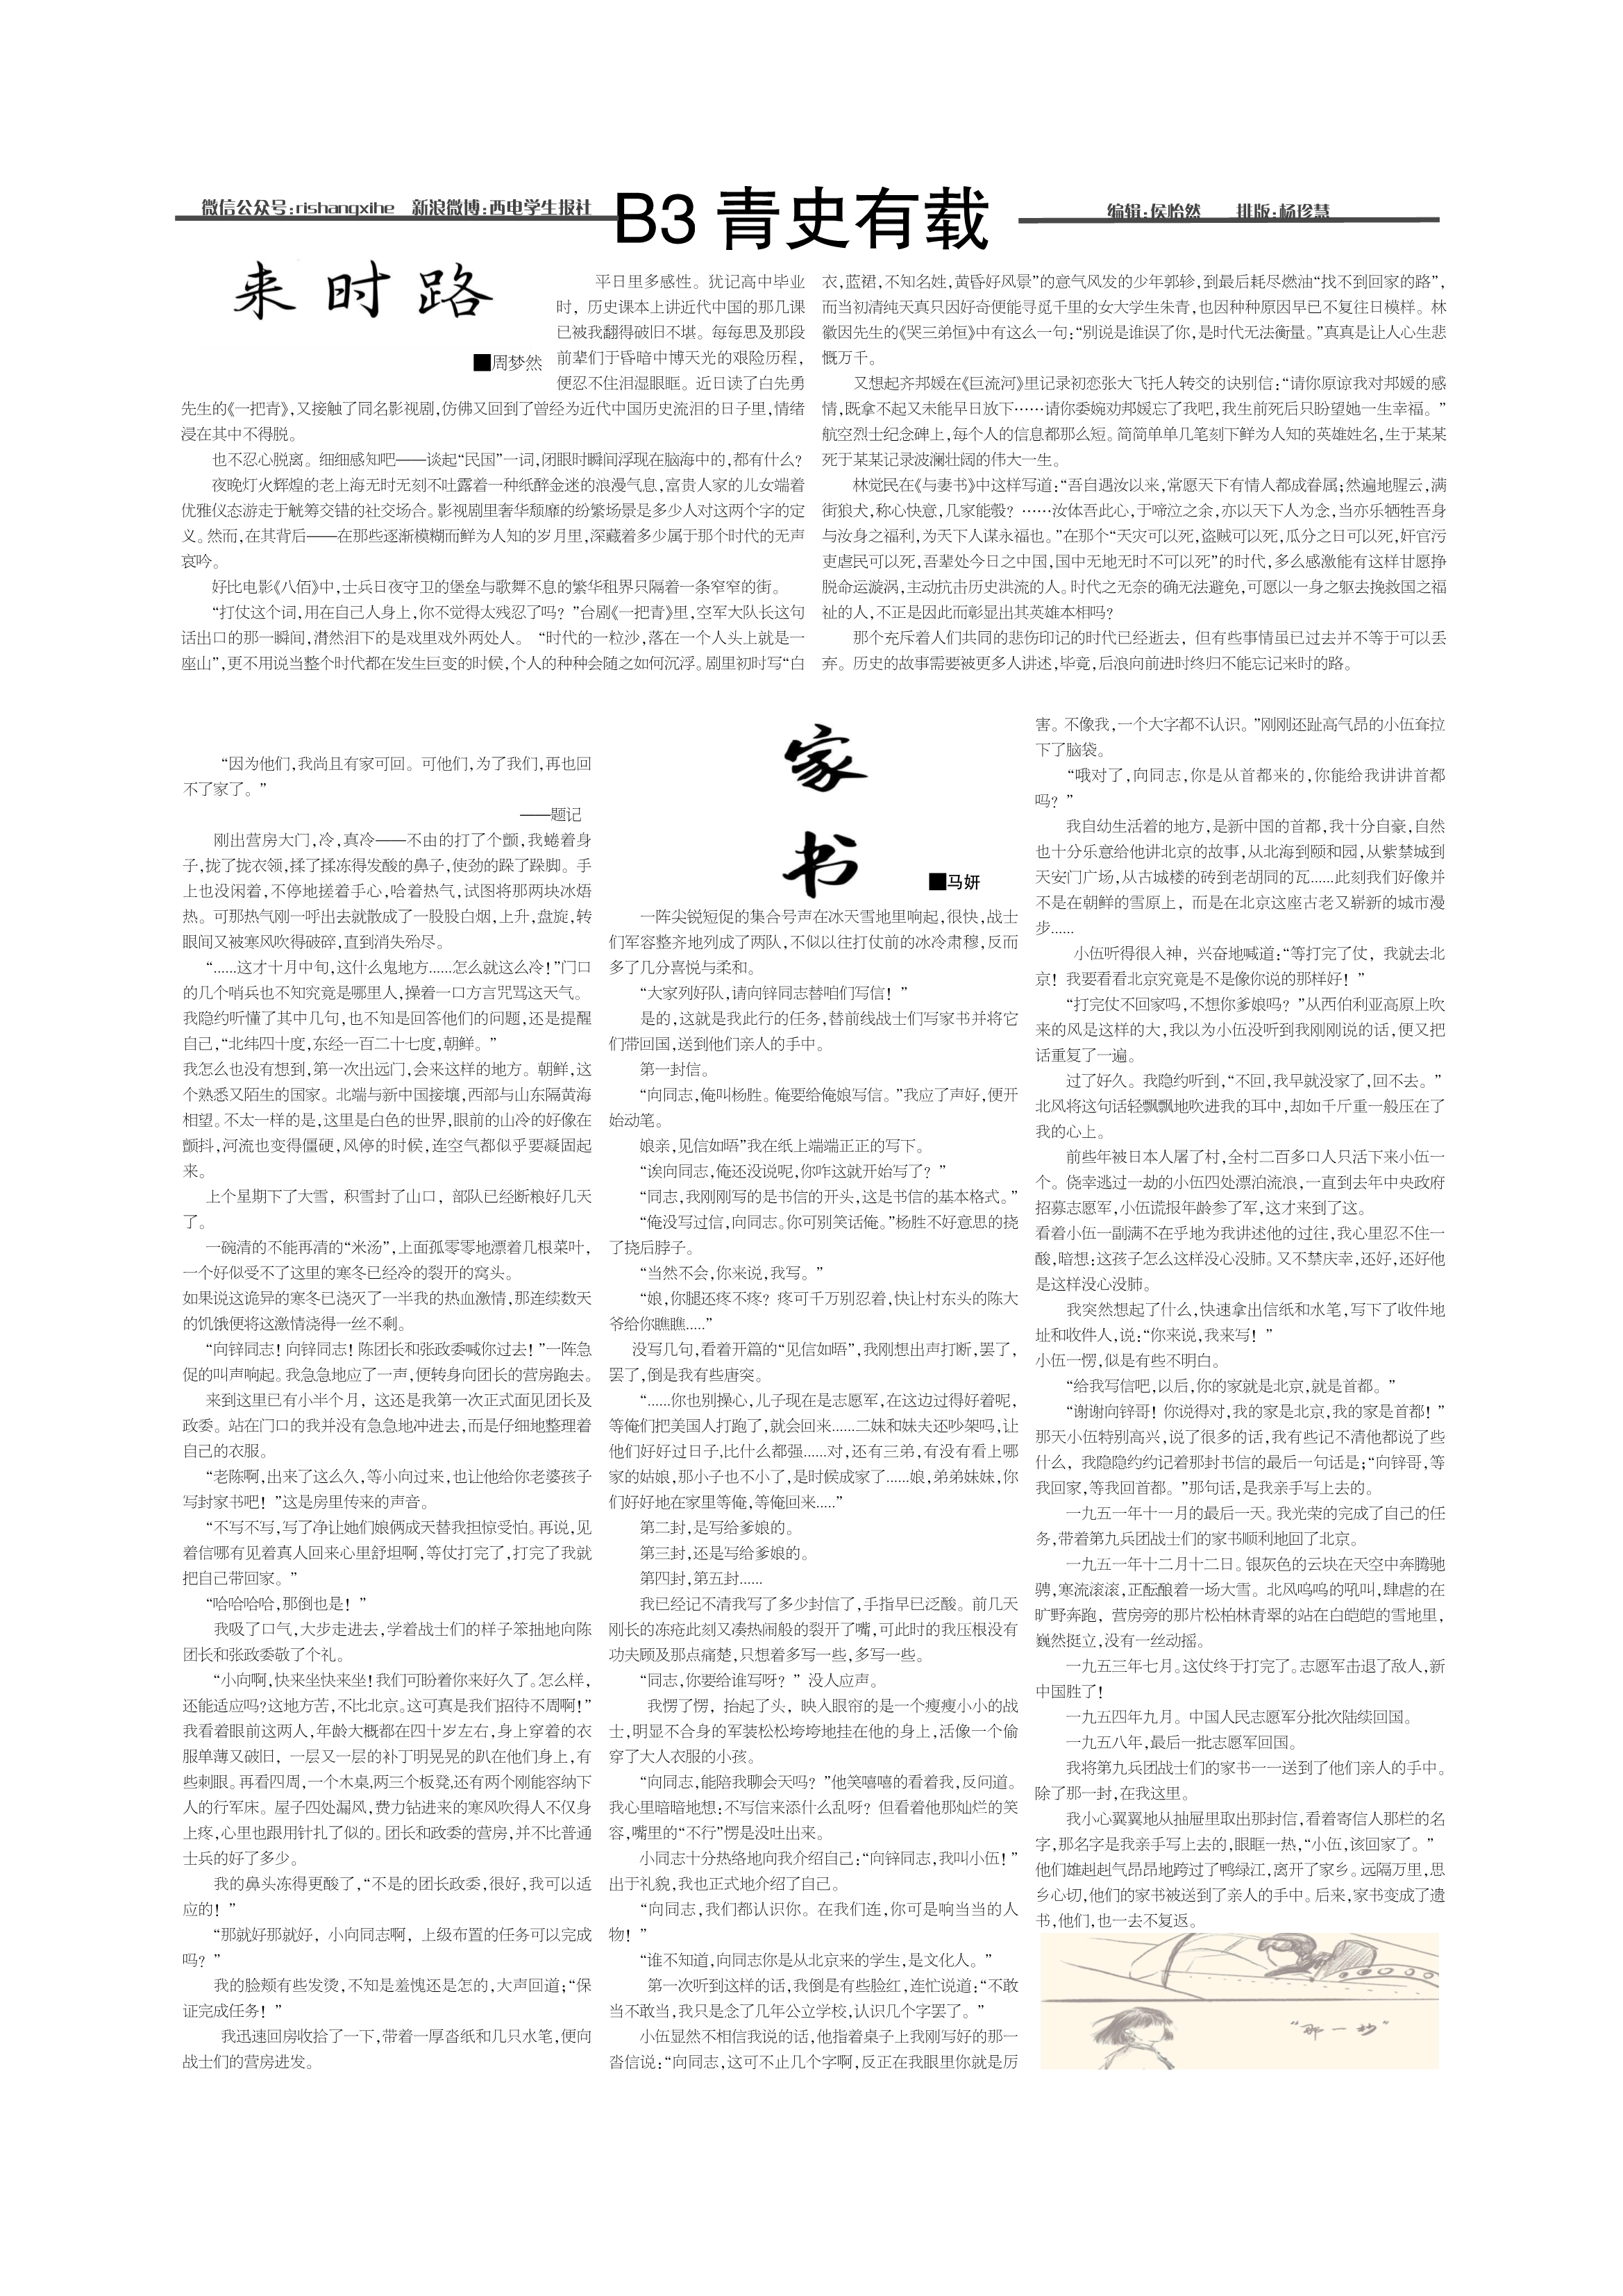 微信公众号:rishangxihe 新浪微博:西电学生报社
B3 青史有载
编辑:侯怡然 排版:杨珍慧
来时路
■周梦然
平日里多感性。犹记高中毕业
时，历史课本上讲近代中国的那几课
已被我翻得破旧不堪。每每思及那段
前辈们于昏暗中博天光的艰险历程，
便忍不住泪湿眼眶。近日读了白先勇
先生的《一把青》，又接触了同名影视剧，仿佛又回到了曾经为近代中国历史流泪的日子里，情绪
浸在其中不得脱。
也不忍心脱离。细细感知吧——谈起“民国”一词，闭眼时瞬间浮现在脑海中的，都有什么？
夜晚灯火辉煌的老上海无时无刻不吐露着一种纸醉金迷的浪漫气息，富贵人家的儿女端着
优雅仪态游走于觥筹交错的社交场合。影视剧里奢华颓靡的纷繁场景是多少人对这两个字的定
义。然而，在其背后——在那些逐渐模糊而鲜为人知的岁月里，深藏着多少属于那个时代的无声
哀吟。
好比电影《八佰》中，士兵日夜守卫的堡垒与歌舞不息的繁华租界只隔着一条窄窄的街。
“打仗这个词，用在自己人身上，你不觉得太残忍了吗？”台剧《一把青》里，空军大队长这句
话出口的那一瞬间，潸然泪下的是戏里戏外两处人。 “时代的一粒沙，落在一个人头上就是一
座山”，更不用说当整个时代都在发生巨变的时候，个人的种种会随之如何沉浮。剧里初时写“白
衣，蓝裙，不知名姓，黄昏好风景”的意气风发的少年郭轸，到最后耗尽燃油“找不到回家的路”，
而当初清纯天真只因好奇便能寻觅千里的女大学生朱青，也因种种原因早已不复往日模样。林
徽因先生的《哭三弟恒》中有这么一句：“别说是谁误了你，是时代无法衡量。”真真是让人心生悲
慨万千。
又想起齐邦媛在《巨流河》里记录初恋张大飞托人转交的诀别信：“请你原谅我对邦媛的感
情，既拿不起又未能早日放下……请你委婉劝邦媛忘了我吧，我生前死后只盼望她一生幸福。”
航空烈士纪念碑上，每个人的信息都那么短。简简单单几笔刻下鲜为人知的英雄姓名，生于某某
死于某某记录波澜壮阔的伟大一生。
林觉民在《与妻书》中这样写道：“吾自遇汝以来，常愿天下有情人都成眷属；然遍地腥云，满
街狼犬，称心快意，几家能彀？……汝体吾此心，于啼泣之余，亦以天下人为念，当亦乐牺牲吾身
与汝身之福利，为天下人谋永福也。”在那个“天灾可以死，盗贼可以死，瓜分之日可以死，奸官污
吏虐民可以死，吾辈处今日之中国，国中无地无时不可以死”的时代，多么感激能有这样甘愿挣
脱命运漩涡，主动抗击历史洪流的人。时代之无奈的确无法避免，可愿以一身之躯去挽救国之福
祉的人，不正是因此而彰显出其英雄本相吗？
那个充斥着人们共同的悲伤印记的时代已经逝去，但有些事情虽已过去并不等于可以丢
弃。历史的故事需要被更多人讲述，毕竟，后浪向前进时终归不能忘记来时的路。
家
书
■马妍
“因为他们，我尚且有家可回。可他们，为了我们，再也回
不了家了。”
——题记
刚出营房大门，冷，真冷——不由的打了个颤，我蜷着身
子，拢了拢衣领，揉了揉冻得发酸的鼻子，使劲的跺了跺脚。手
上也没闲着，不停地搓着手心，哈着热气，试图将那两块冰焐
热。可那热气刚一呼出去就散成了一股股白烟，上升，盘旋，转
眼间又被寒风吹得破碎，直到消失殆尽。
“......这才十月中旬，这什么鬼地方......怎么就这么冷！”门口
的几个哨兵也不知究竟是哪里人，操着一口方言咒骂这天气。
我隐约听懂了其中几句，也不知是回答他们的问题，还是提醒
自己，“北纬四十度，东经一百二十七度，朝鲜。”
我怎么也没有想到，第一次出远门，会来这样的地方。朝鲜，这
个熟悉又陌生的国家。北端与新中国接壤，西部与山东隔黄海
相望。不太一样的是，这里是白色的世界，眼前的山冷的好像在
颤抖，河流也变得僵硬，风停的时候，连空气都似乎要凝固起
来。
上个星期下了大雪，积雪封了山口，部队已经断粮好几天
了。
一碗清的不能再清的“米汤”，上面孤零零地漂着几根菜叶，
一个好似受不了这里的寒冬已经冷的裂开的窝头。
如果说这诡异的寒冬已浇灭了一半我的热血激情，那连续数天
的饥饿便将这激情浇得一丝不剩。
“向锌同志！向锌同志！陈团长和张政委喊你过去！”一阵急
促的叫声响起。我急急地应了一声，便转身向团长的营房跑去。
来到这里已有小半个月，这还是我第一次正式面见团长及
政委。站在门口的我并没有急急地冲进去，而是仔细地整理着
自己的衣服。
“老陈啊，出来了这么久，等小向过来，也让他给你老婆孩子
写封家书吧！”这是房里传来的声音。
“不写不写，写了净让她们娘俩成天替我担惊受怕。再说，见
着信哪有见着真人回来心里舒坦啊，等仗打完了，打完了我就
把自己带回家。”
“哈哈哈哈，那倒也是！”
我吸了口气，大步走进去，学着战士们的样子笨拙地向陈
团长和张政委敬了个礼。
“小向啊，快来坐快来坐！我们可盼着你来好久了。怎么样，
还能适应吗？这地方苦，不比北京。这可真是我们招待不周啊！”
我看着眼前这两人，年龄大概都在四十岁左右，身上穿着的衣
服单薄又破旧，一层又一层的补丁明晃晃的趴在他们身上，有
些刺眼。再看四周，一个木桌，两三个板凳，还有两个刚能容纳下
人的行军床。屋子四处漏风，费力钻进来的寒风吹得人不仅身
上疼，心里也跟用针扎了似的。团长和政委的营房，并不比普通
士兵的好了多少。
我的鼻头冻得更酸了，“不是的团长政委，很好，我可以适
应的！”
“那就好那就好，小向同志啊，上级布置的任务可以完成
吗？”
我的脸颊有些发烫，不知是羞愧还是怎的，大声回道；“保
证完成任务！”
我迅速回房收拾了一下，带着一厚沓纸和几只水笔，便向
战士们的营房进发。
一阵尖锐短促的集合号声在冰天雪地里响起，很快，战士
们军容整齐地列成了两队，不似以往打仗前的冰冷肃穆，反而
多了几分喜悦与柔和。
“大家列好队，请向锌同志替咱们写信！”
是的，这就是我此行的任务，替前线战士们写家书并将它
们带回国，送到他们亲人的手中。
第一封信。
“向同志，俺叫杨胜。俺要给俺娘写信。”我应了声好，便开
始动笔。
娘亲，见信如晤”我在纸上端端正正的写下。
“诶向同志，俺还没说呢，你咋这就开始写了？”
“同志，我刚刚写的是书信的开头，这是书信的基本格式。”
“俺没写过信，向同志。你可别笑话俺。”杨胜不好意思的挠
了挠后脖子。
“当然不会，你来说，我写。”
“娘，你腿还疼不疼？疼可千万别忍着，快让村东头的陈大
爷给你瞧瞧.....”
没写几句，看着开篇的“见信如晤”，我刚想出声打断，罢了，
罢了，倒是我有些唐突。
“......你也别操心，儿子现在是志愿军，在这边过得好着呢，
等俺们把美国人打跑了，就会回来......二妹和妹夫还吵架吗，让
他们好好过日子，比什么都强......对，还有三弟，有没有看上哪
家的姑娘，那小子也不小了，是时候成家了......娘，弟弟妹妹，你
们好好地在家里等俺，等俺回来.....”
第二封，是写给爹娘的。
第三封，还是写给爹娘的。
第四封，第五封......
我已经记不清我写了多少封信了，手指早已泛酸。前几天
刚长的冻疮此刻又凑热闹般的裂开了嘴，可此时的我压根没有
功夫顾及那点痛楚，只想着多写一些，多写一些。
“同志，你要给谁写呀？” 没人应声。
我愣了愣，抬起了头，映入眼帘的是一个瘦瘦小小的战
士，明显不合身的军装松松垮垮地挂在他的身上，活像一个偷
穿了大人衣服的小孩。
“向同志，能陪我聊会天吗？”他笑嘻嘻的看着我，反问道。
我心里暗暗地想：不写信来添什么乱呀？但看着他那灿烂的笑
容，嘴里的“不行”愣是没吐出来。
小同志十分热络地向我介绍自己：“向锌同志，我叫小伍！”
出于礼貌，我也正式地介绍了自己。
“向同志，我们都认识你。在我们连，你可是响当当的人
物！”
“谁不知道，向同志你是从北京来的学生，是文化人。”
第一次听到这样的话，我倒是有些脸红，连忙说道：“不敢
当不敢当，我只是念了几年公立学校，认识几个字罢了。”
小伍显然不相信我说的话，他指着桌子上我刚写好的那一
沓信说：“向同志，这可不止几个字啊，反正在我眼里你就是厉
害。不像我，一个大字都不认识。”刚刚还趾高气昂的小伍耷拉
下了脑袋。
“哦对了，向同志，你是从首都来的，你能给我讲讲首都
吗？”
我自幼生活着的地方，是新中国的首都，我十分自豪，自然
也十分乐意给他讲北京的故事，从北海到颐和园，从紫禁城到
天安门广场，从古城楼的砖到老胡同的瓦......此刻我们好像并
不是在朝鲜的雪原上，而是在北京这座古老又崭新的城市漫
步......
小伍听得很入神，兴奋地喊道：“等打完了仗，我就去北
京！我要看看北京究竟是不是像你说的那样好！”
“打完仗不回家吗，不想你爹娘吗？”从西伯利亚高原上吹
来的风是这样的大，我以为小伍没听到我刚刚说的话，便又把
话重复了一遍。
过了好久。我隐约听到，“不回，我早就没家了，回不去。”
北风将这句话轻飘飘地吹进我的耳中，却如千斤重一般压在了
我的心上。
前些年被日本人屠了村，全村二百多口人只活下来小伍一
个。侥幸逃过一劫的小伍四处漂泊流浪，一直到去年中央政府
招募志愿军，小伍谎报年龄参了军，这才来到了这。
看着小伍一副满不在乎地为我讲述他的过往，我心里忍不住一
酸，暗想：这孩子怎么这样没心没肺。又不禁庆幸，还好，还好他
是这样没心没肺。
我突然想起了什么，快速拿出信纸和水笔，写下了收件地
址和收件人，说：“你来说，我来写！”
小伍一愣，似是有些不明白。
“给我写信吧，以后，你的家就是北京，就是首都。”
“谢谢向锌哥！你说得对，我的家是北京，我的家是首都！”
那天小伍特别高兴，说了很多的话，我有些记不清他都说了些
什么，我隐隐约约记着那封书信的最后一句话是；“向锌哥，等
我回家，等我回首都。”那句话，是我亲手写上去的。
一九五一年十一月的最后一天。我光荣的完成了自己的任
务，带着第九兵团战士们的家书顺利地回了北京。
一九五一年十二月十二日。银灰色的云块在天空中奔腾驰
骋，寒流滚滚，正酝酿着一场大雪。北风呜呜的吼叫，肆虐的在
旷野奔跑，营房旁的那片松柏林青翠的站在白皑皑的雪地里，
巍然挺立，没有一丝动摇。
一九五三年七月。这仗终于打完了。志愿军击退了敌人，新
中国胜了！
一九五四年九月。中国人民志愿军分批次陆续回国。
一九五八年，最后一批志愿军回国。
我将第九兵团战士们的家书一一送到了他们亲人的手中。
除了那一封，在我这里。
我小心翼翼地从抽屉里取出那封信，看着寄信人那栏的名
字，那名字是我亲手写上去的，眼眶一热，“小伍，该回家了。”
他们雄赳赳气昂昂地跨过了鸭绿江，离开了家乡。远隔万里，思
乡心切，他们的家书被送到了亲人的手中。后来，家书变成了遗
书，他们，也一去不复返。
“那一抄”